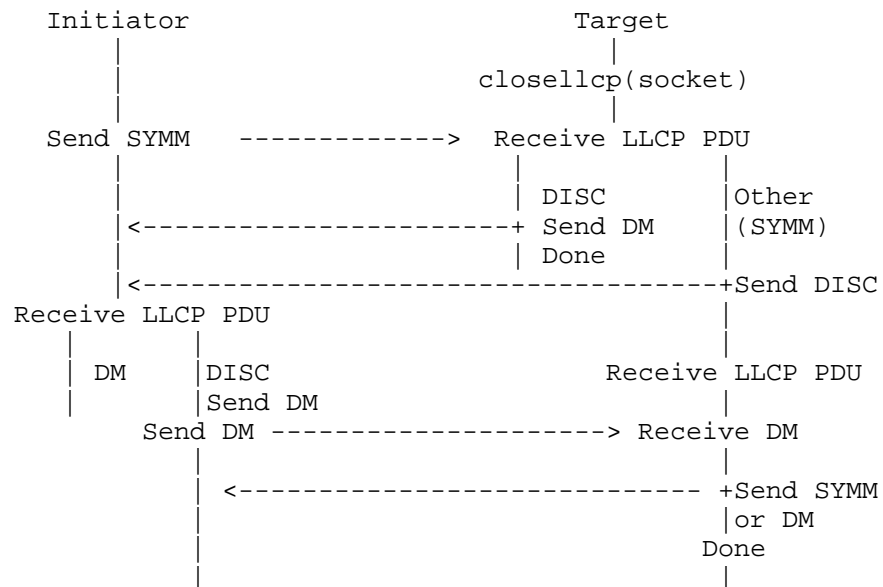 Initiator Target
closellcp(socket)
Send SYMM -------------> Receive LLCP PDU
DISC Other
<-----------------------+ Send DM (SYMM)
Done
<------------------------------------+Send DISC
Receive LLCP PDU
DM DISC Receive LLCP PDU
Send DM
Send DM ---------------------> Receive DM
<----------------------------- +Send SYMM
or DM
Done